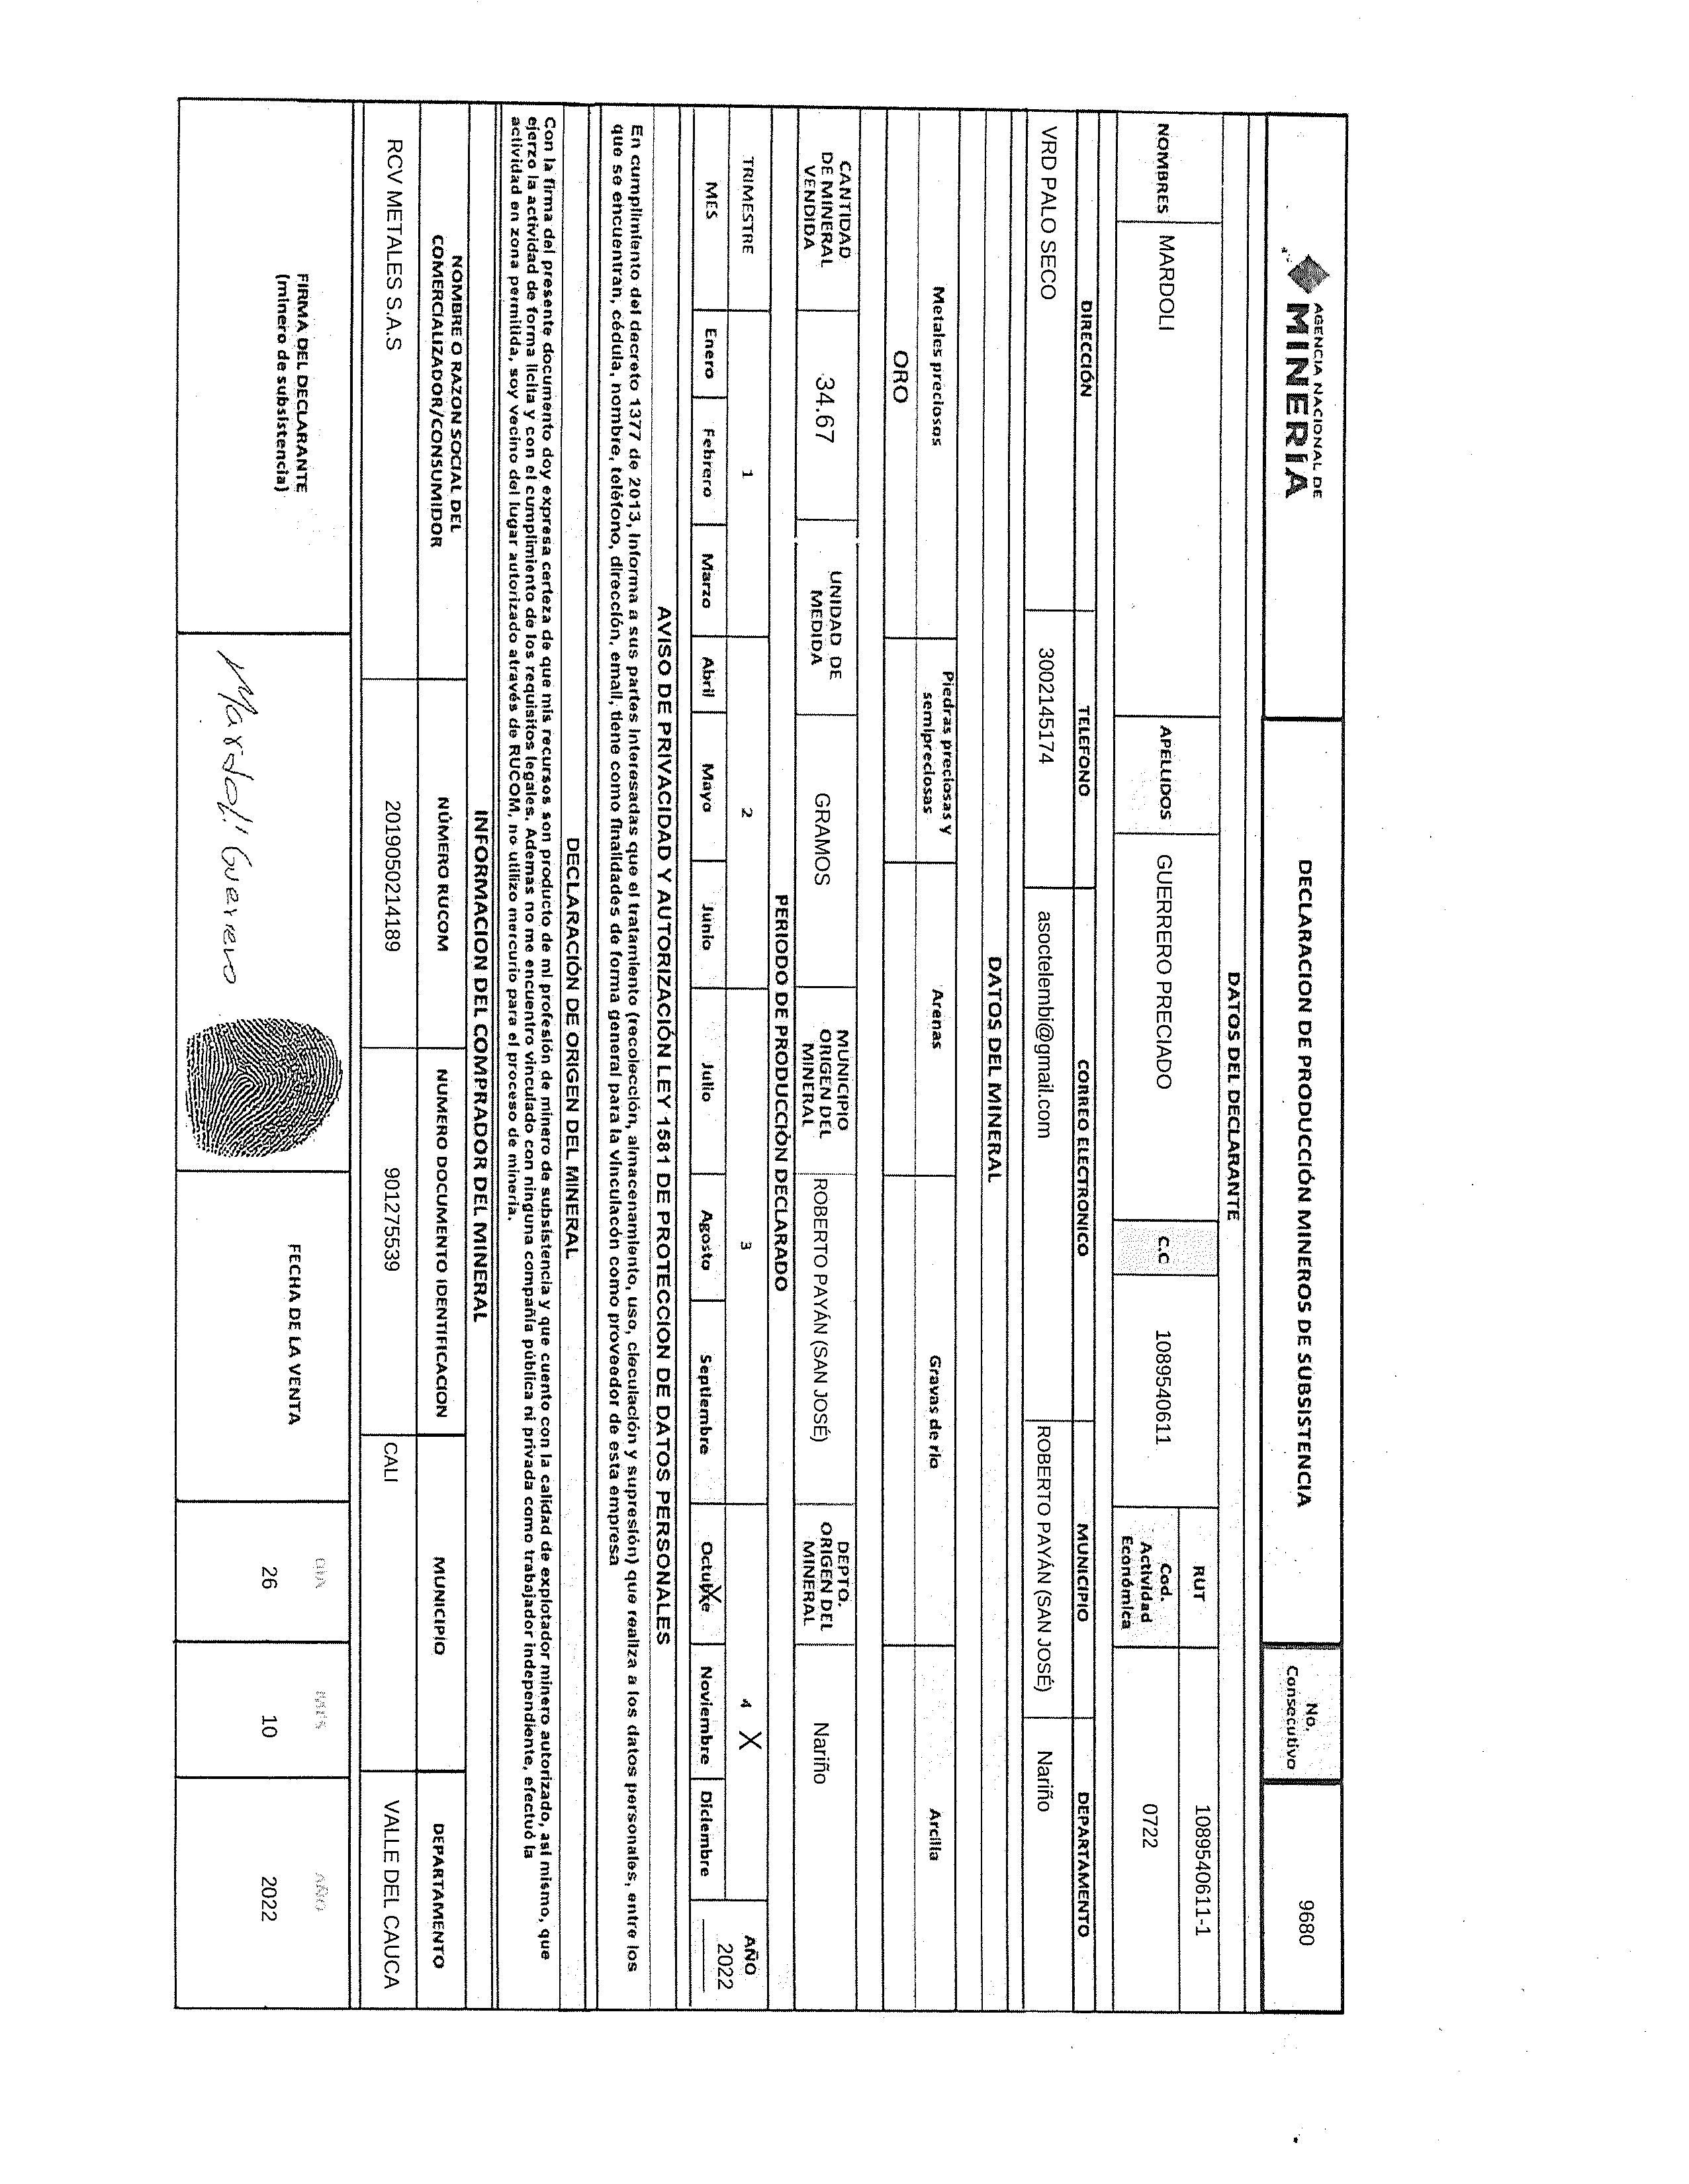 AGENCIA NACIONAL DE
MINERÍA
DECLARACION DE PRODUCCIÓN MINEROS DE SUBSISTENCIA
No. Consecutivo
9680
DATOS DEL DECLARANTE
NOMBRES
MARDOLI
APELLIDOS
GUERRERO PRECIADO
C.C
1089540611
RUT
1089540611-1
Cod. Actividad Económica
0722
DIRECCIÓN
TELEFONO
CORREO ELECTRONICO
MUNICIPIO
DEPARTAMENTO
VRD PALO SECO
3002145174
asoctelembi@gmail.com
ROBERTO PAYÁN (SAN JOSÉ)
Nariño
DATOS DEL MINERAL
Metales preciosos
Piedras preciosas y semipreciosas
Arenas
Gravas de río
Arcilla
ORO
CANTIDAD DE MINERAL VENDIDA
34.67
UNIDAD DE MEDIDA
GRAMOS
MUNICIPIO ORIGEN DEL MINERAL
ROBERTO PAYÁN (SAN JOSÉ)
DEPTO. ORIGEN DEL MINERAL
Nariño
PERIODO DE PRODUCCIÓN DECLARADO
TRIMESTRE
1
2
3
4 X
AÑO
2022
MES
Enero
Febrero
Marzo
Abril
Mayo
Junio
Julio
Agosto
Septiembre
Octubre X
Noviembre
Diciembre
AVISO DE PRIVACIDAD Y AUTORIZACIÓN LEY 1581 DE PROTECCION DE DATOS PERSONALES
En cumplimiento del decreto 1377 de 2013, Informa a sus partes interesadas que el tratamiento (recolección, almacenamiento, uso, circulación y supresión) que realiza a los datos personales, entre los
que se encuentran, cédula, nombre, teléfono, dirección, email, tiene como finalidades de forma general para la vinculacón como proveedor de esta empresa
DECLARACIÓN DE ORIGEN DEL MINERAL
Con la firma del presente documento doy expresa certeza de que mis recursos son producto de mi profesión de minero de subsistencia y que cuento con la calidad de explotador minero autorizado, así mismo, que
ejerzo la actividad de forma licita y con el cumplimiento de los requisitos legales. Ademas no me encuentro vinculado con ninguna compañía pública ni privada como trabajador independiente, efectuó la
actividad en zona permitida, soy vecino del lugar autorizado através de RUCOM, no utilizo mercurio para el proceso de minería.
INFORMACION DEL COMPRADOR DEL MINERAL
NOMBRE O RAZON SOCIAL DEL COMERCIALIZADOR/CONSUMIDOR
NÚMERO RUCOM
NUMERO DOCUMENTO IDENTIFICACION
MUNICIPIO
DEPARTAMENTO
RCV METALES S.A.S
2019050214189
901275539
CALI
VALLE DEL CAUCA
FIRMA DEL DECLARANTE
(minero de subsistencia)
Mardoli Guerrero
FECHA DE LA VENTA
DIA
MES
AÑO
26
10
2022